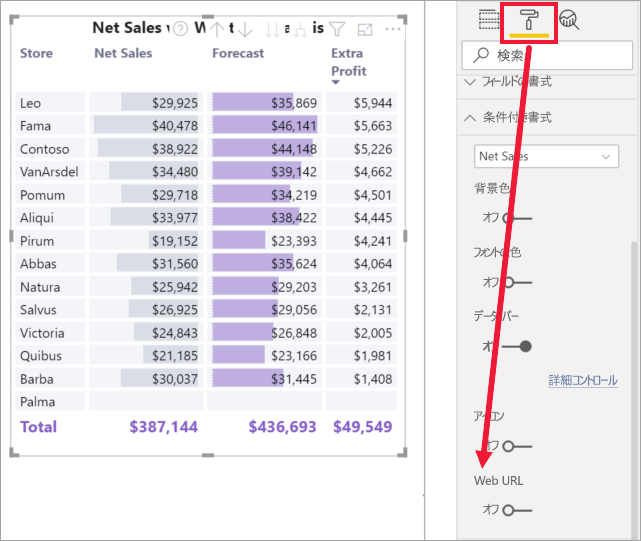 Net Sales is
Store Net Sales Forecast Extra Profit
Leo $29,925 $35,869 $5,944
Fama $40,478 $46,141 $5,663
Contoso $38,922 $44,148 $5,226
VanArsdel $34,480 $39,142 $4,662
Pomum $29,718 $34,219 $4,501
Aliqui $33,977 $38,422 $4,445
Pirum $19,152 $23,393 $4,241
Abbas $31,560 $35,624 $4,064
Natura $25,942 $29,203 $3,261
Salvus $26,925 $29,056 $2,131
Victoria $24,843 $26,848 $2,005
Quibus $21,185 $23,166 $1,981
Barba $30,037 $31,445 $1,408
Palma
Total $387,144 $436,693 $49,549
検索
フィールドの書式
条件付き書式
Net Sales
背景色
オフ
フォントの色
オフ
データ バー
オン
詳細コントロール
アイコン
オフ
Web URL
オフ